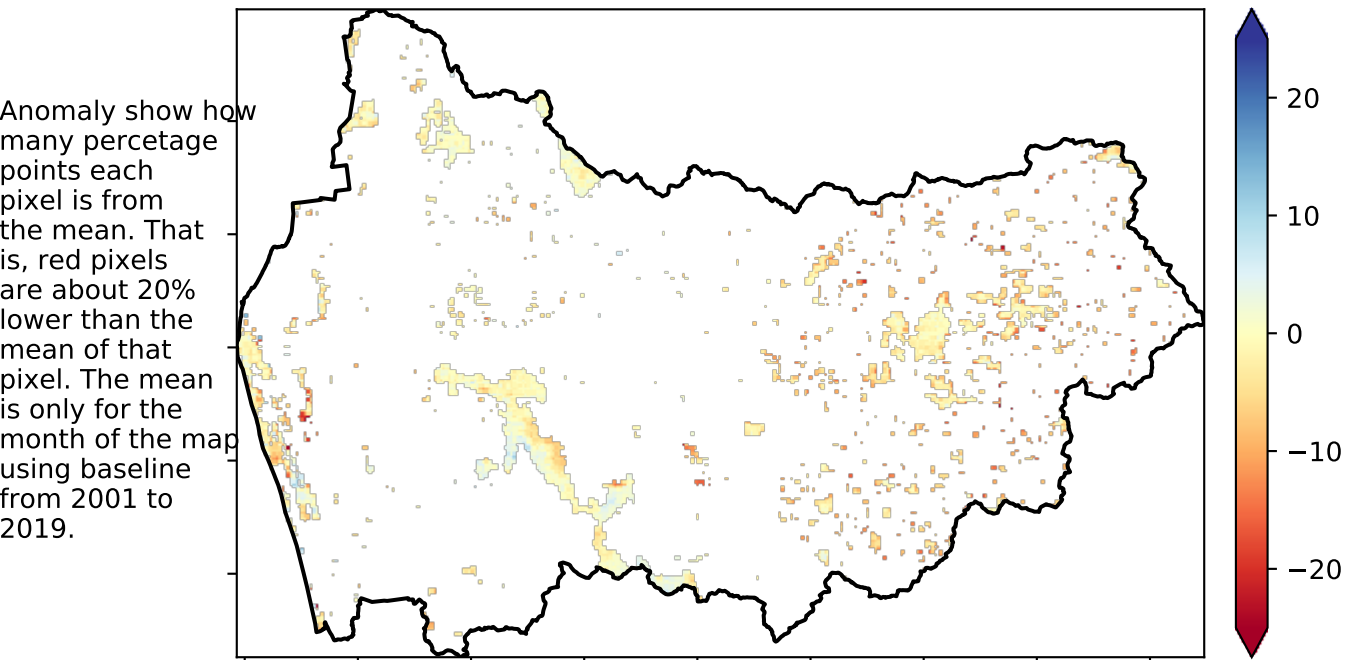 Anomaly show how
many percetage
points each
pixel is from
the mean. That
is, red pixels
are about 20%
lower than the
mean of that
pixel. The mean
is only for the
month of the map
using baseline
from 2001 to
2019.
20
10
0
−10
−20